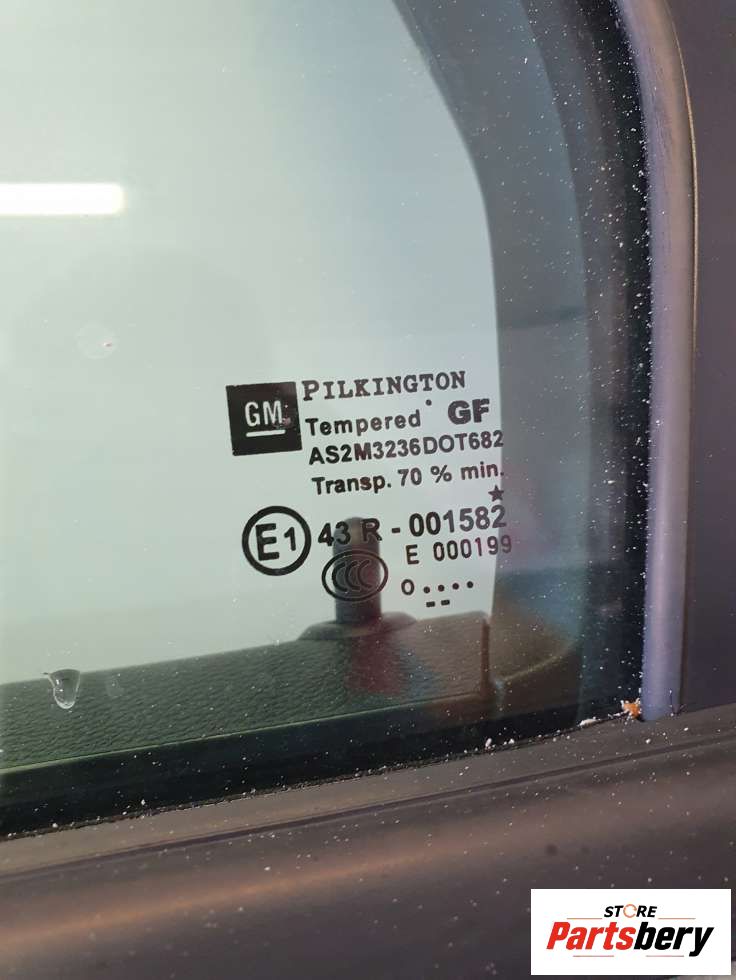 GM
PILKINGTON
Tempered GF
AS2M3236DOT682
Transp. 70 % min.
E1 43 R - 001582
CCC E 000199
o....
--
STORE
Partsbery